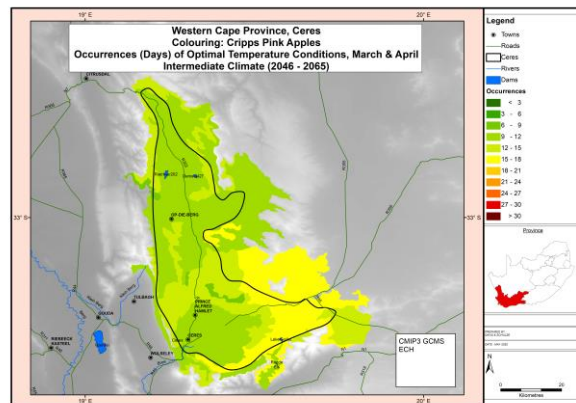 Western Cape Province, Ceres
Colouring: Cripps Pink Apples
Occurrences (Days) of Optimal Temperature Conditions, March & April
Intermediate Climate (2046 - 2065)
19°E
20°E
33°S
33°S
19°E
20°E
CITRUSDAL
OP-DIE-BERG
PRINCE
ALFRED
HAMLET
CERES
TULBAGH
GOUDA
RIEBEECK
KASTEEL
WOLSELEY
CMIP3 GCMS
ECH
Legend
Towns
Roads
Ceres
Rivers
Dams
Occurrences
< 3
3 - 6
6 - 9
9 - 12
12 - 15
15 - 18
18 - 21
21 - 24
24 - 27
27 - 30
> 30
Province
N
0
20
Kilometres